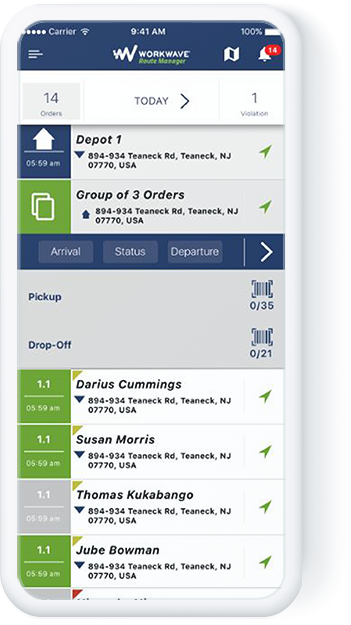 Carrier 9:41 AM 100%
WORKWAVE
Route Manager
14
14 TODAY 1
Orders Violation
Depot 1
05:59 am 894-934 Teaneck Rd, Teaneck, NJ
07770, USA
Group of 3 Orders
894-934 Teaneck Rd, Teaneck, NJ
07770, USA
Arrival Status Departure
Pickup
0/35
Drop-Off
0/21
1.1 Darius Cummings
05:59 am 894-934 Teaneck Rd, Teaneck, NJ
07770, USA
1.1 Susan Morris
05:59 am 894-934 Teaneck Rd, Teaneck, NJ
07770, USA
1.1 Thomas Kukabango
05:59 am 894-934 Teaneck Rd, Teaneck, NJ
07770, USA
1.1 Jube Bowman
05:59 am 894-934 Teaneck Rd, Teaneck, NJ
07770, USA